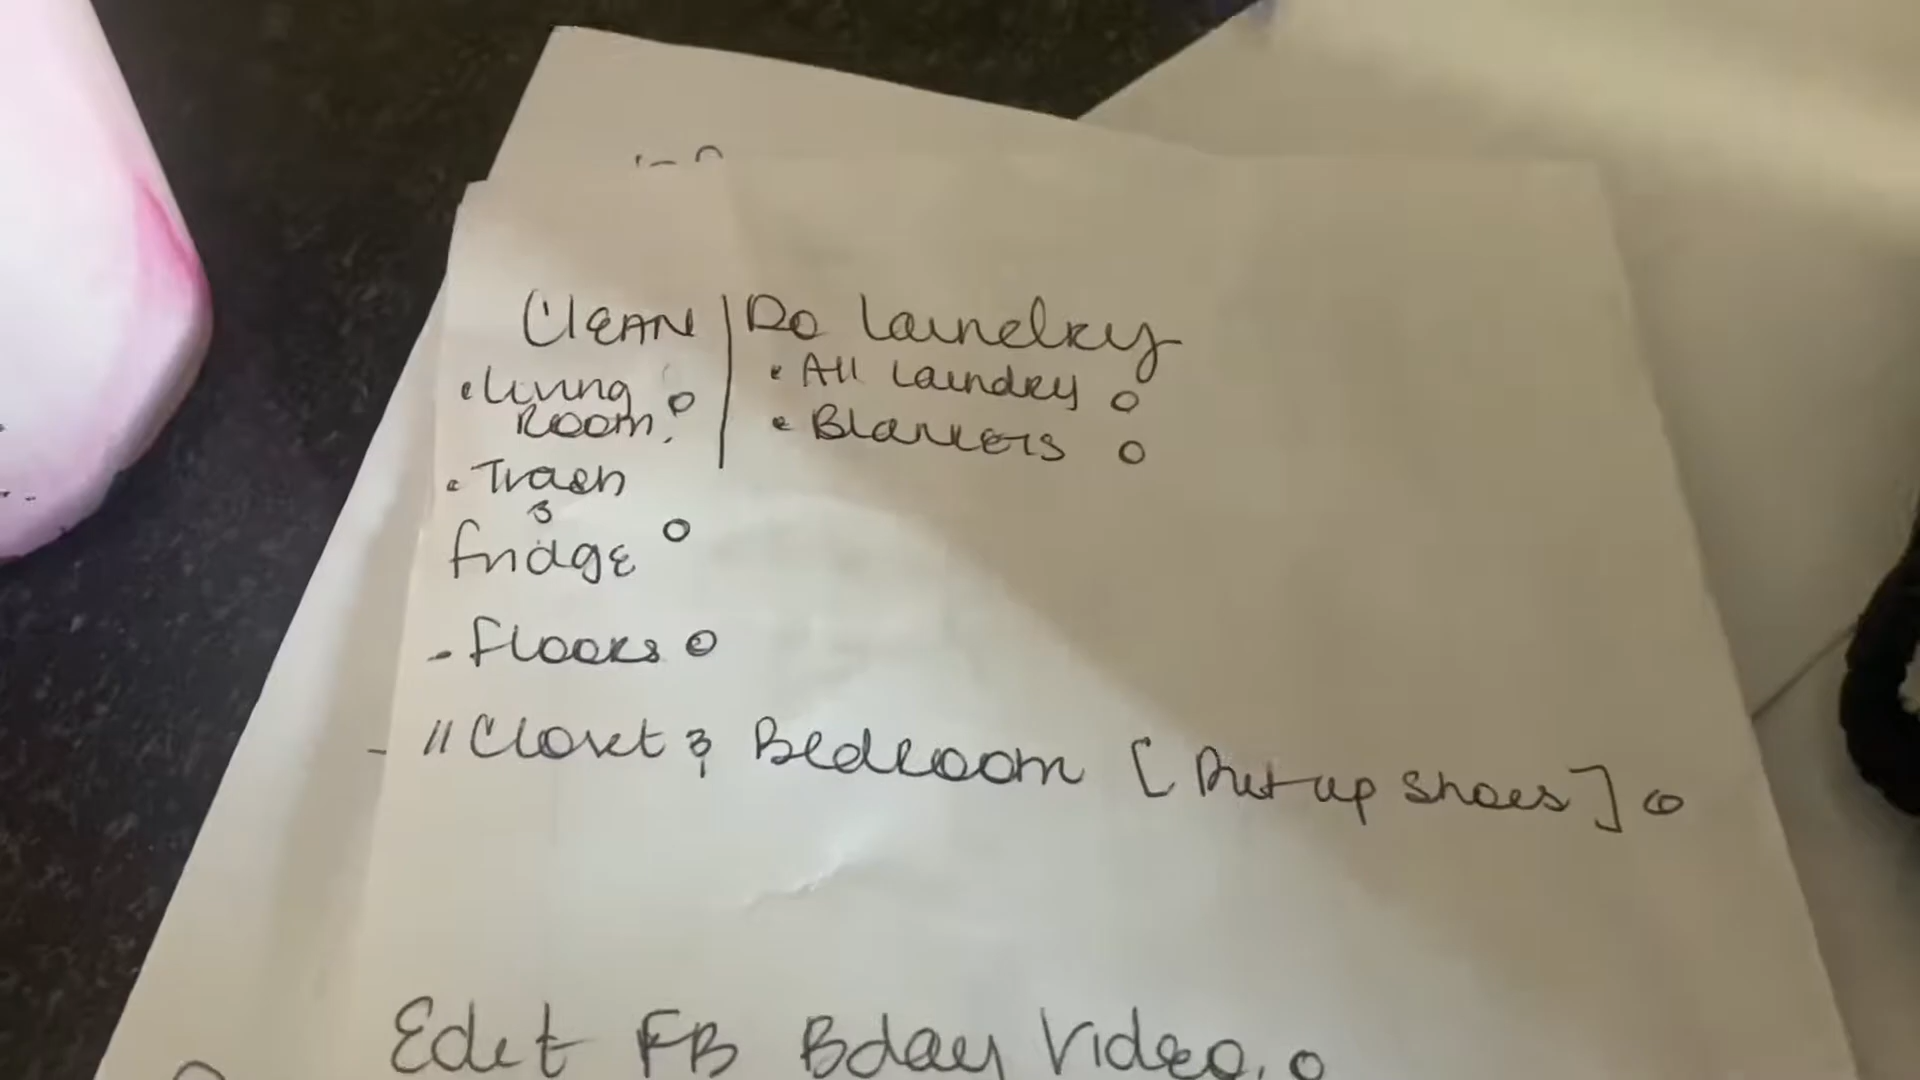 Clean | Do laundry
• Living
Room.
• All laundry
• Blankets
• Trash
&
fridge
- floors
" Closet & Bedroom [Put up shoes]
Edit FB Bday Video.